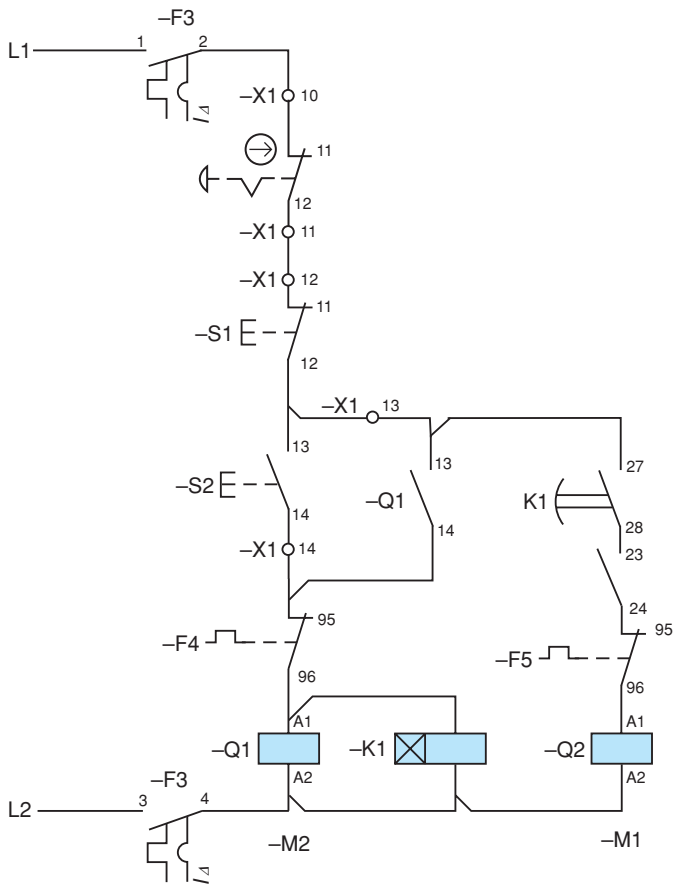 –F3
L1 1 2
–X1 10
11
12
–X1 11
–X1 12
11
–S1
12
–X1 13
13 13 27
–S2 –Q1 K1
14 14 28
23
–X1 14
24
95 95
–F4 –F5
96 96
A1 A1
–Q1 –K1 –Q2
A2 A2
–F3
L2 3 4
–M2 –M1